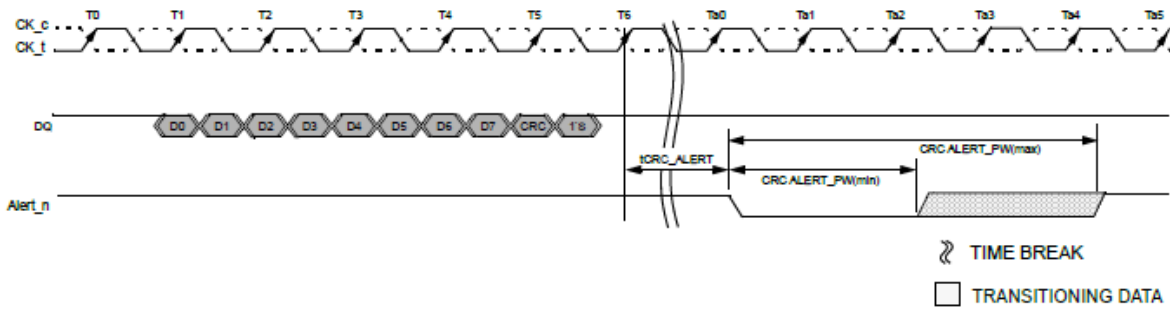 T0 T1 T2 T3 T4 T5 T6 Ta0 Ta1 Ta2 Ta3 Ta4 Ta5
CK_c
CK_t
DQ D0 D1 D2 D3 D4 D5 D6 D7 CRC 1'S
CRC ALERT_PW(max)
tCRC_ALERT
CRC ALERT_PW(min)
Alert_n
TIME BREAK
TRANSITIONING DATA